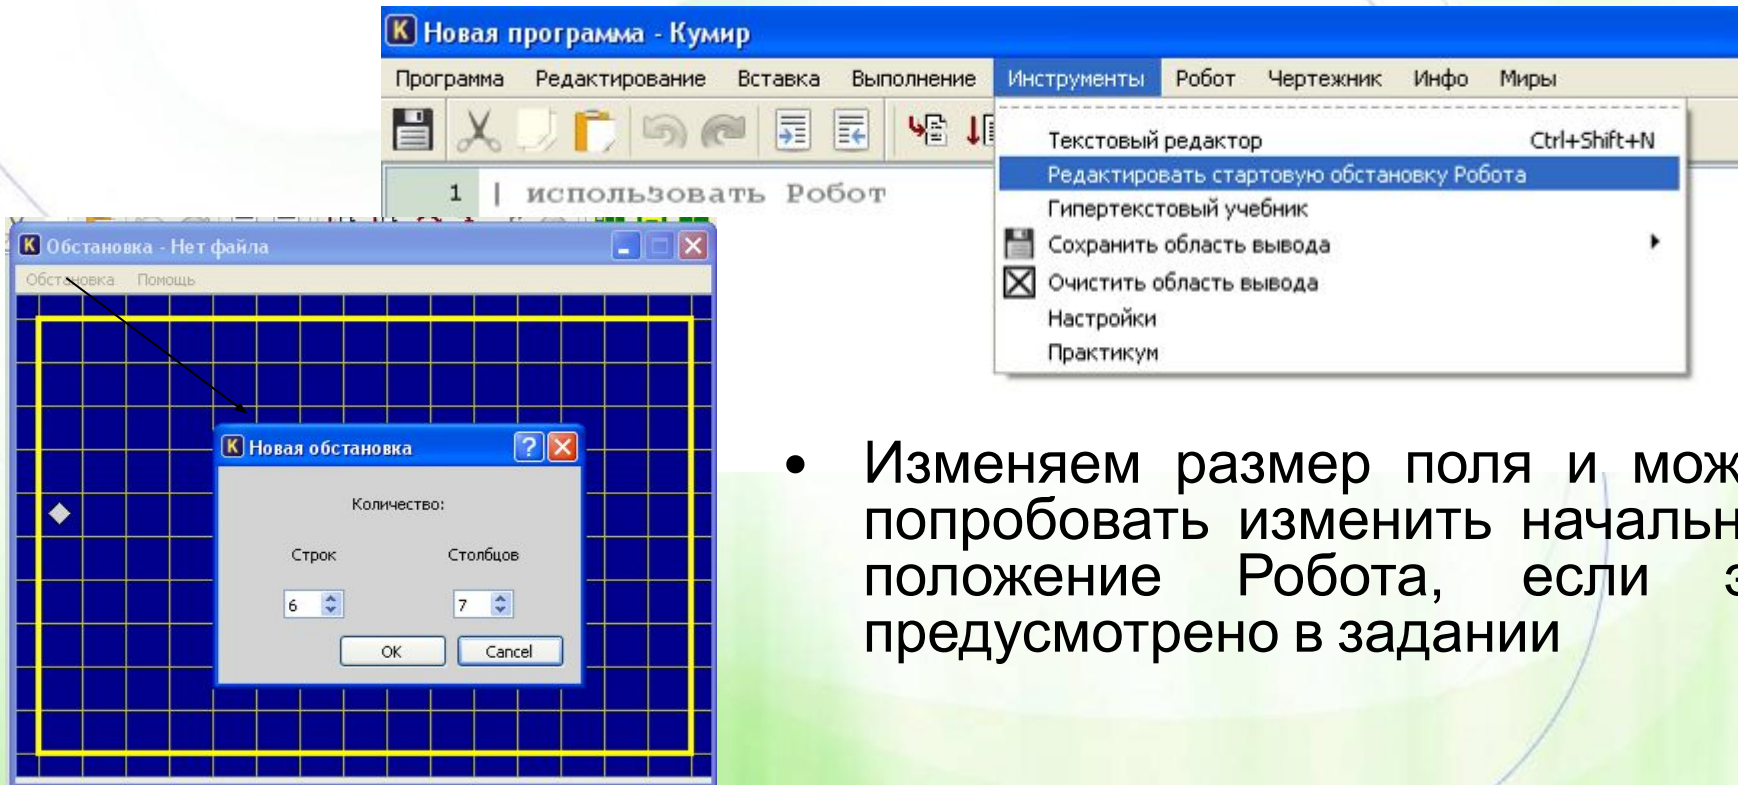 Новая программа - Кумир
Программа Редактирование Вставка Выполнение Инструменты Робот Чертежник Инфо Миры
Текстовый редактор Ctrl+Shift+N
Редактировать стартовую обстановку Робота
Гипертекстовый учебник
Сохранить область вывода
Очистить область вывода
Настройки
Практикум
1 | использовать Робот
Обстановка - Нет файла
Обстановка Помощь
Новая обстановка
Количество:
Строк Столбцов
6 7
OK Cancel
• Изменяем размер поля и мож
попробовать изменить начальн
положение Робота, если э
предусмотрено в задании